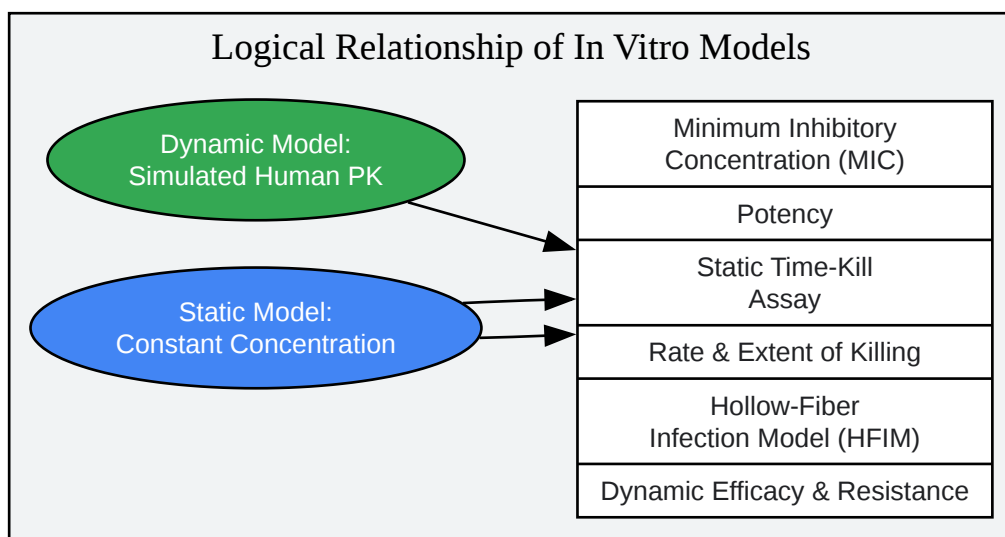 Logical Relationship of In Vitro Models
Dynamic Model:
Simulated Human PK
Static Model:
Constant Concentration
Minimum Inhibitory
Concentration (MIC)
Potency
Static Time-Kill
Assay
Rate & Extent of Killing
Hollow-Fiber
Infection Model (HFIM)
Dynamic Efficacy & Resistance